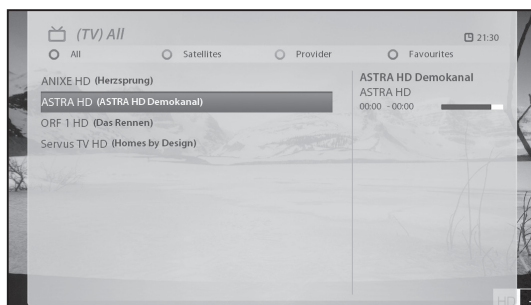 (TV) All
21:30
All Satellites Provider Favourites
ANIXE HD (Herzsprung)
ASTRA HD (ASTRA HD Demokanal)
ORF 1 HD (Das Rennen)
Servus TV HD (Homes by Design)
ASTRA HD Demokanal
ASTRA HD
00:00 - 00:00
HD